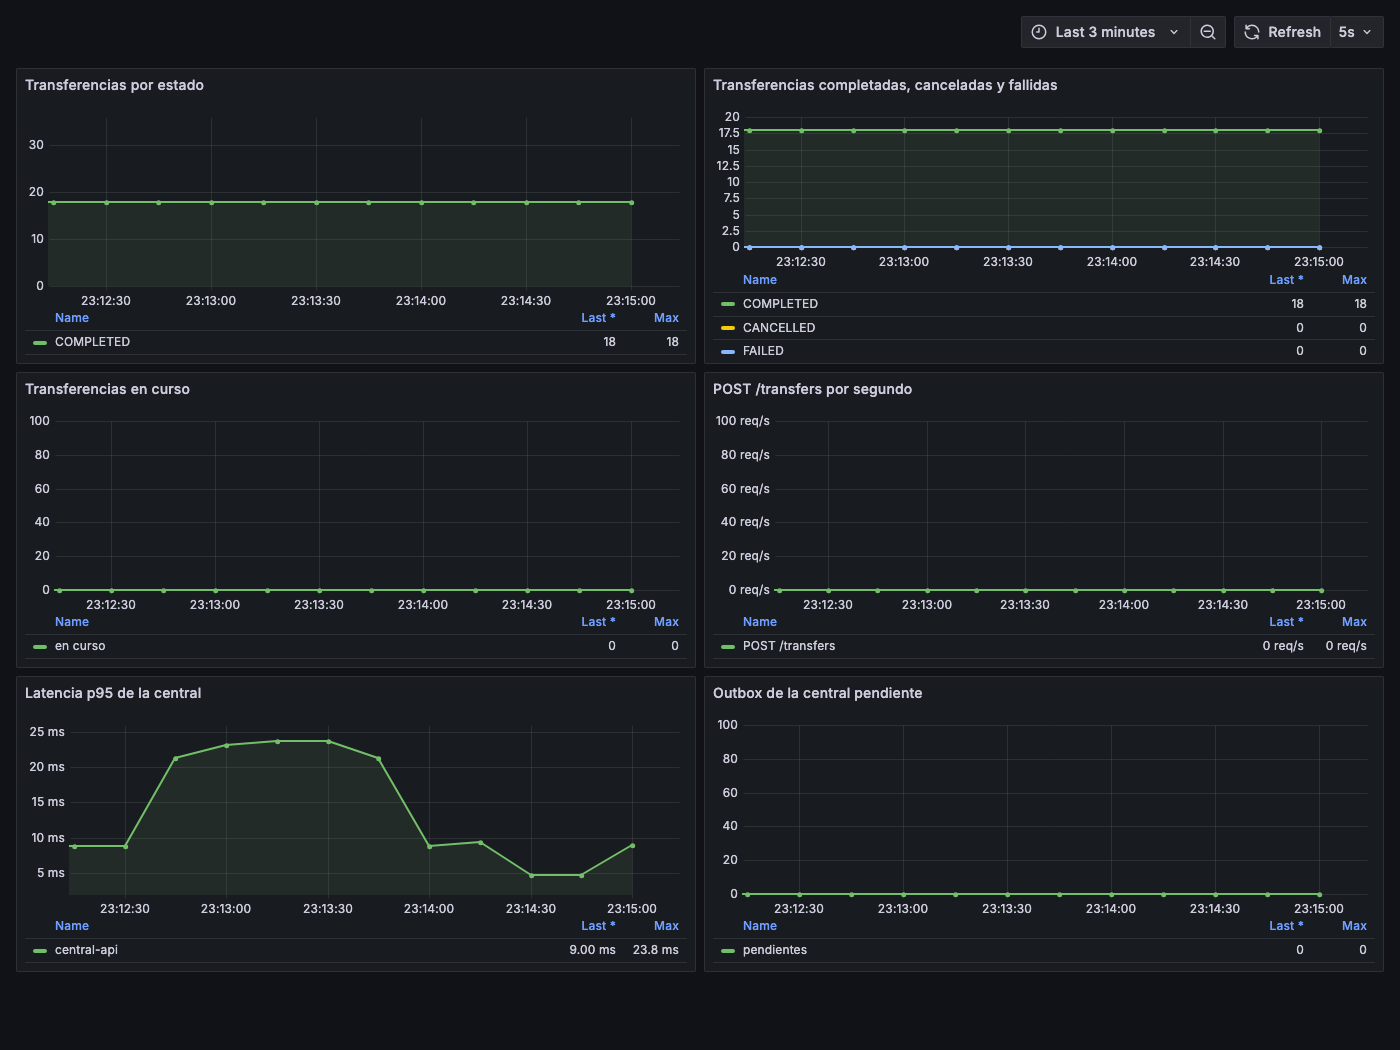 Last 3 minutes
Refresh 5s
Transferencias por estado
30
20
10
0
23:12:30 23:13:00 23:13:30 23:14:00 23:14:30 23:15:00
Name Last * Max
COMPLETED 18 18
Transferencias completadas, canceladas y fallidas
20
17.5
15
12.5
10
7.5
5
2.5
0
23:12:30 23:13:00 23:13:30 23:14:00 23:14:30 23:15:00
Name Last * Max
COMPLETED 18 18
CANCELLED 0 0
FAILED 0 0
Transferencias en curso
100
80
60
40
20
0
23:12:30 23:13:00 23:13:30 23:14:00 23:14:30 23:15:00
Name Last * Max
en curso 0 0
POST /transfers por segundo
100 req/s
80 req/s
60 req/s
40 req/s
20 req/s
0 req/s
23:12:30 23:13:00 23:13:30 23:14:00 23:14:30 23:15:00
Name Last * Max
POST /transfers 0 req/s 0 req/s
Latencia p95 de la central
25 ms
20 ms
15 ms
10 ms
5 ms
23:12:30 23:13:00 23:13:30 23:14:00 23:14:30 23:15:00
Name Last * Max
central-api 9.00 ms 23.8 ms
Outbox de la central pendiente
100
80
60
40
20
0
23:12:30 23:13:00 23:13:30 23:14:00 23:14:30 23:15:00
Name Last * Max
pendientes 0 0